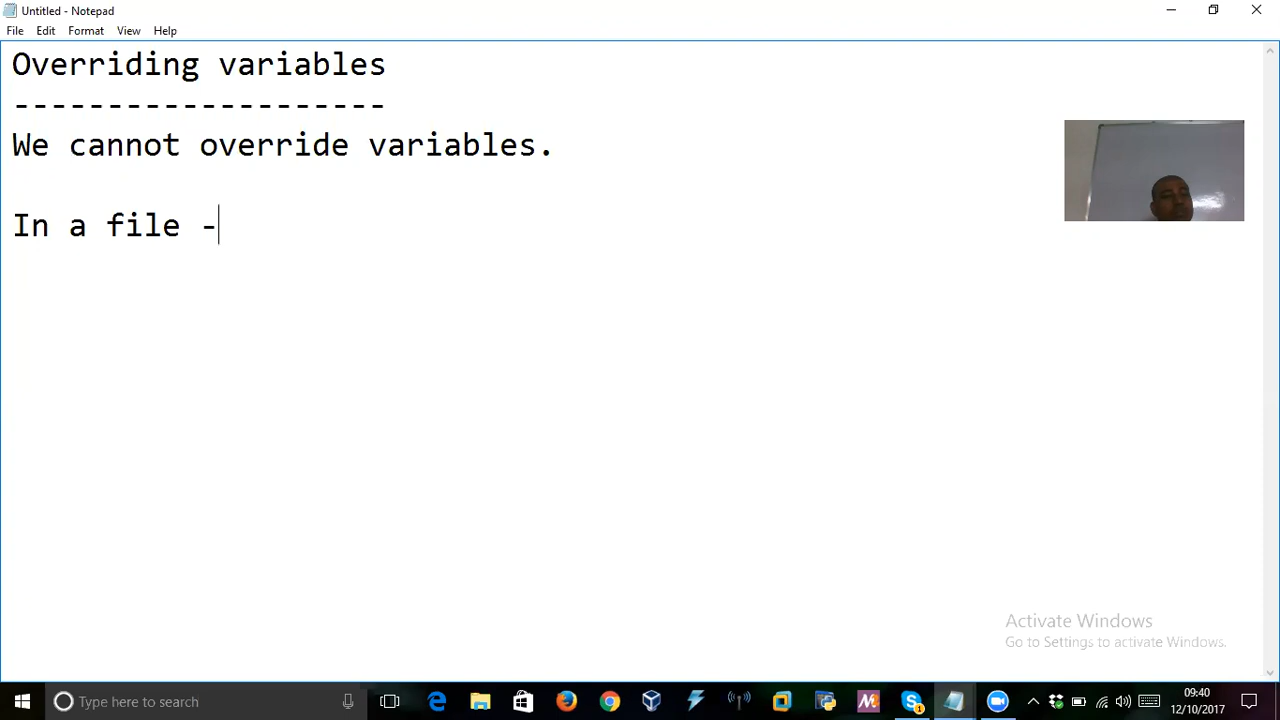 Untitled - Notepad
File Edit Format View Help
Overriding variables
--------------------
We cannot override variables.
In a file -
Activate Windows
Go to Settings to activate Windows.
Type here to search
1
09:40
12/10/2017